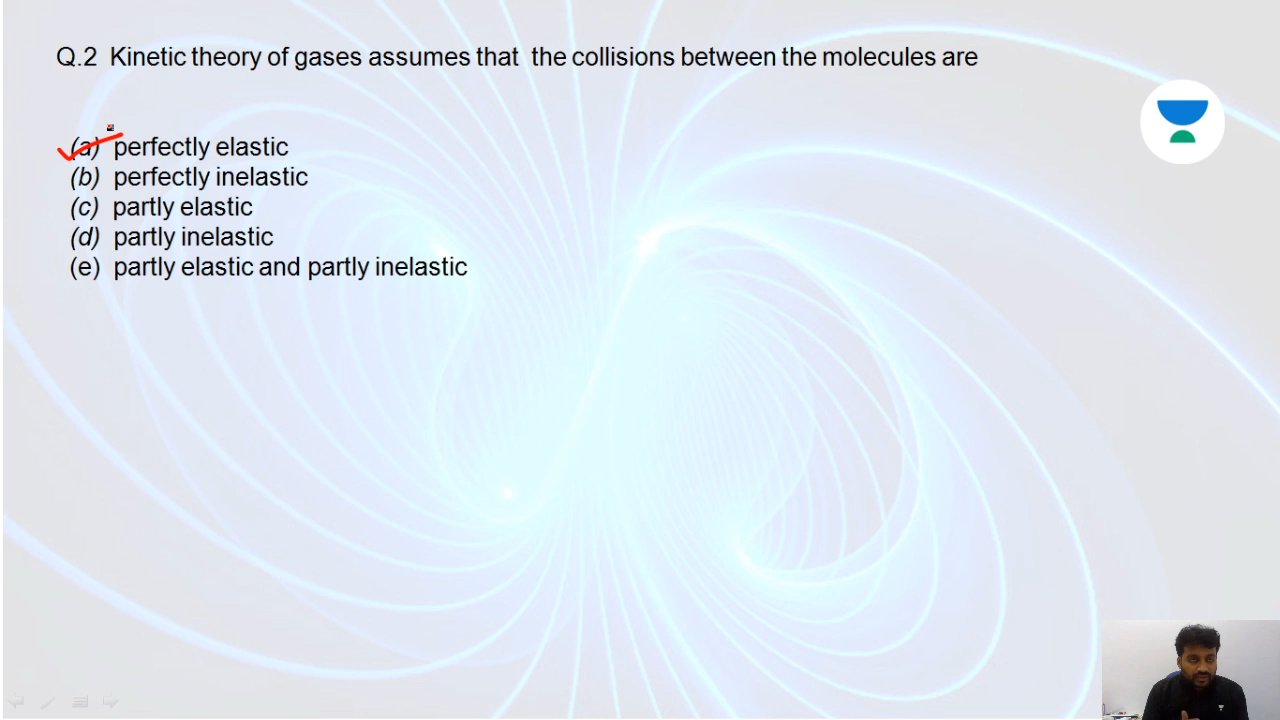 Q.2 Kinetic theory of gases assumes that the collisions between the molecules are
(a) perfectly elastic
(b) perfectly inelastic
(c) partly elastic
(d) partly inelastic
(e) partly elastic and partly inelastic